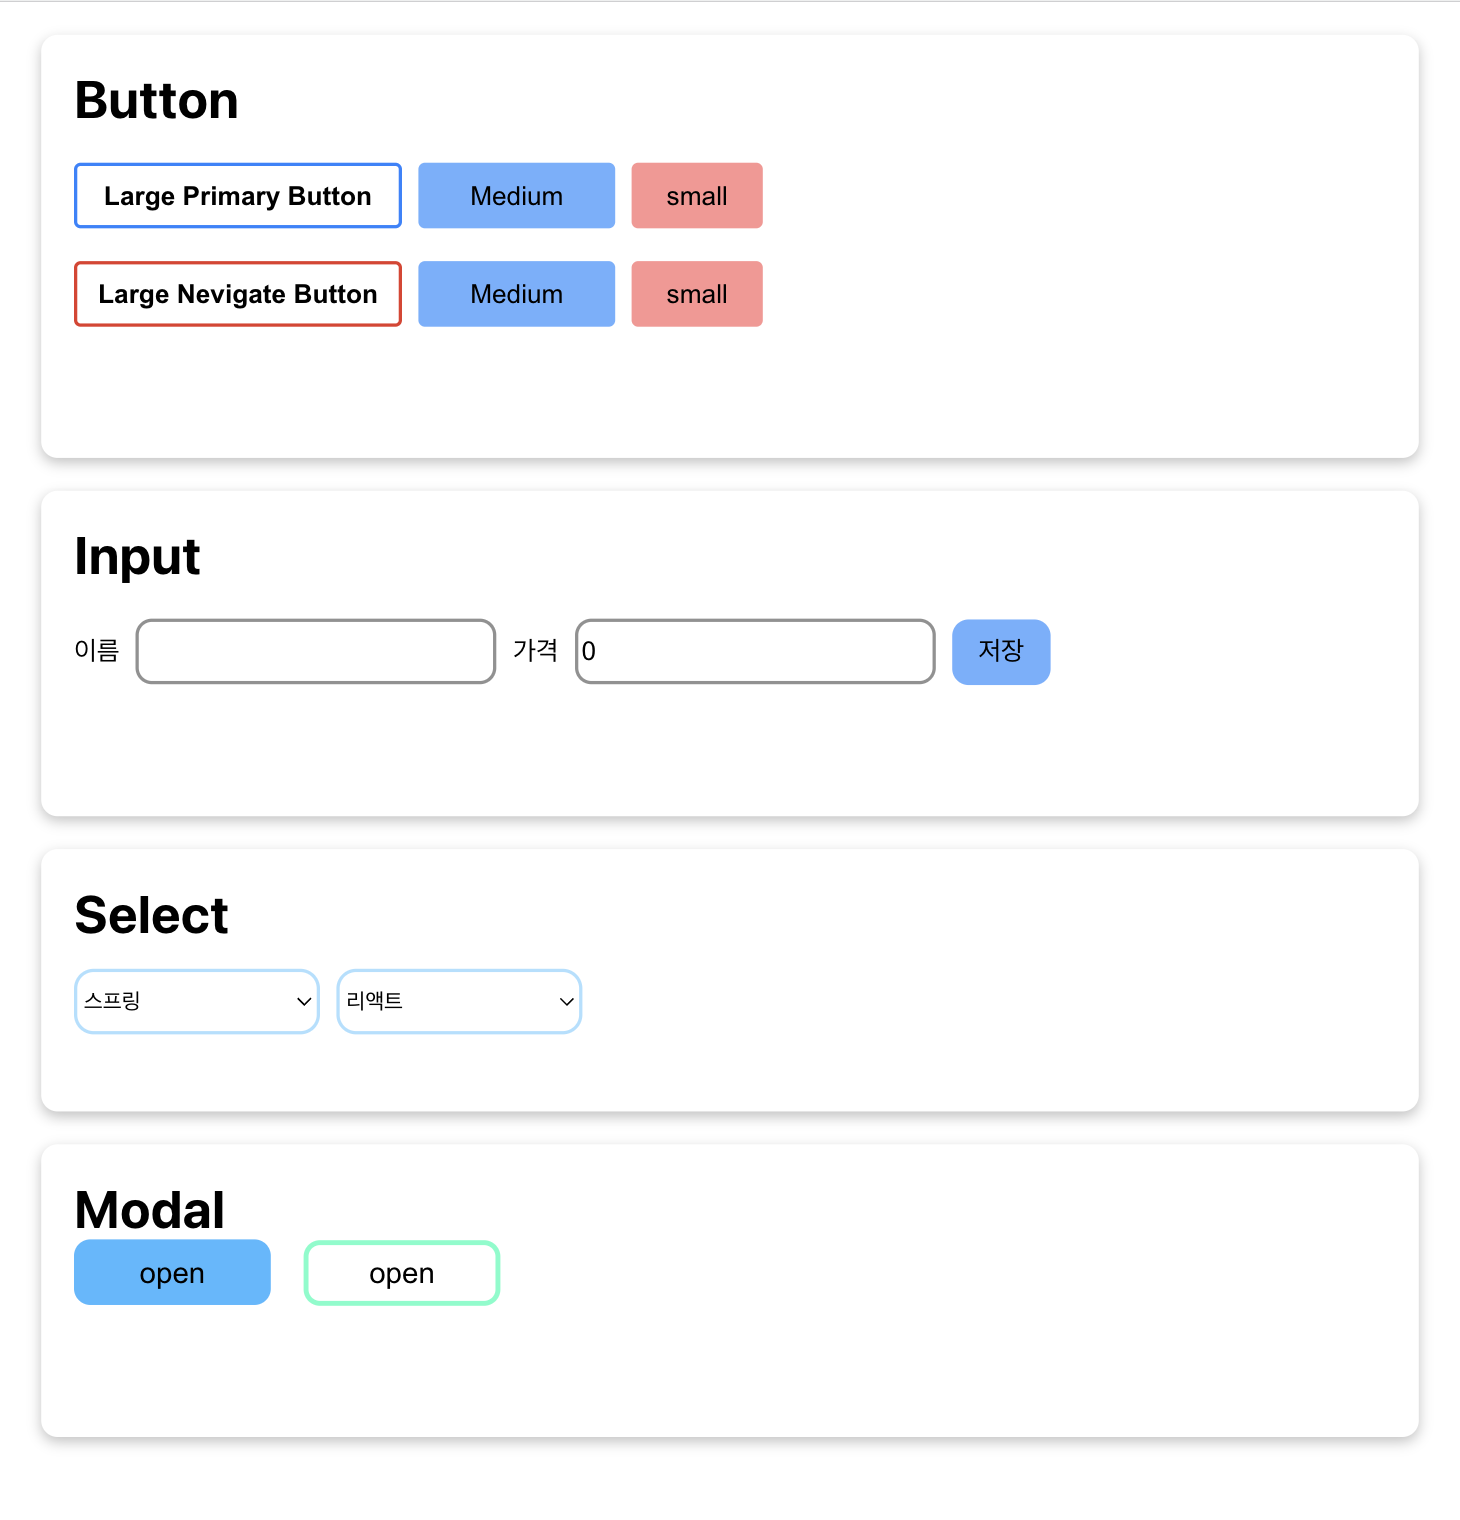 Button
Large Primary Button Medium small
Large Nevigate Button Medium small
Input
이름 가격 0 저장
Select
스프링 리액트
Modal
open open